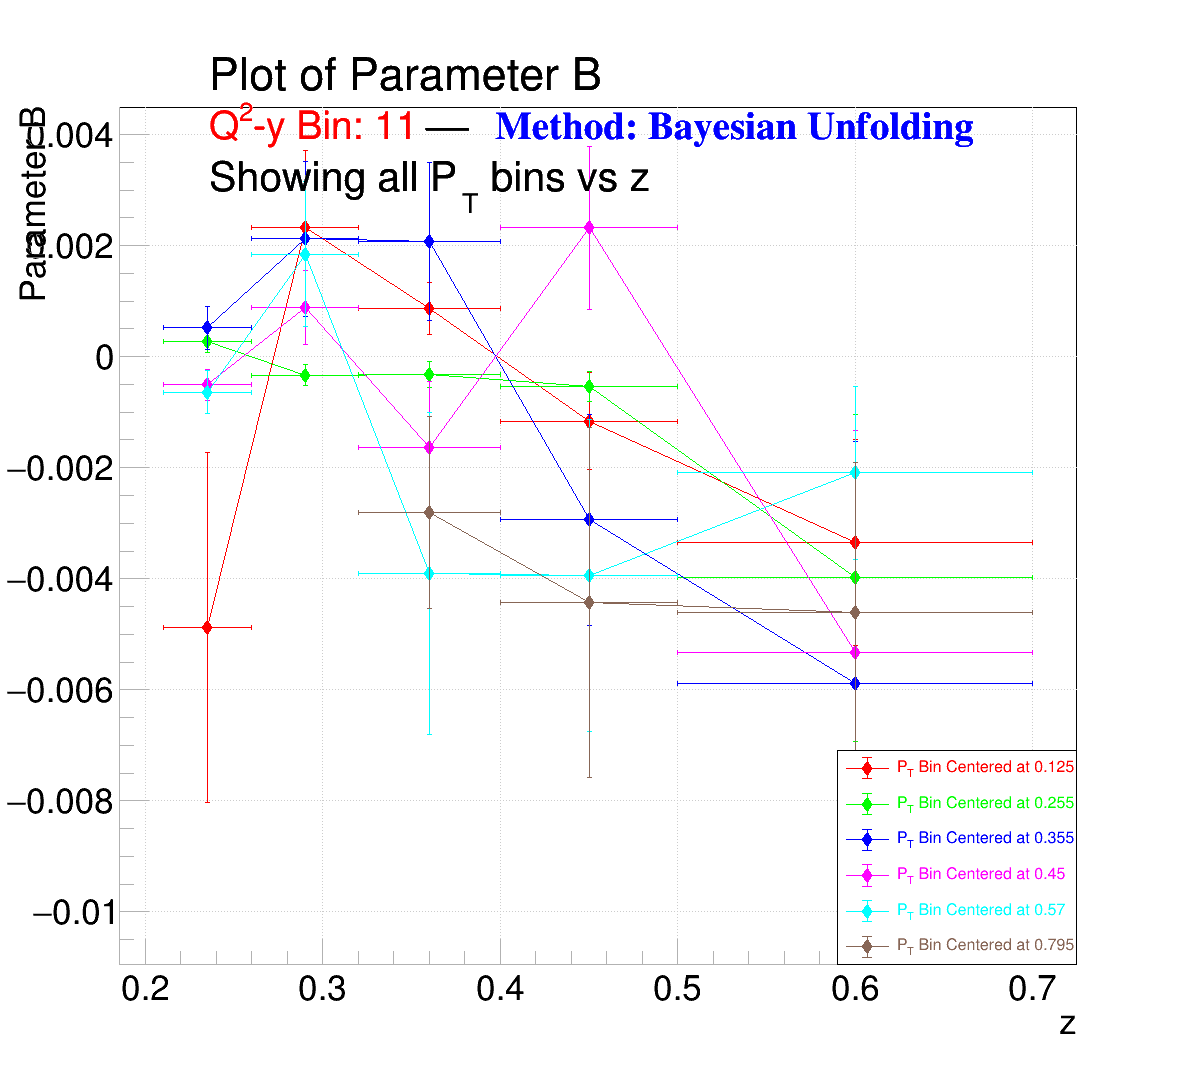 Plot of Parameter B
Q2-y Bin: 11 — Method: Bayesian Unfolding
Showing all PT bins vs z
Parameter B
0.004
0.002
0
−0.002
−0.004
−0.006
−0.008
−0.01
0.2 0.3 0.4 0.5 0.6 0.7
z
PT Bin Centered at 0.125
PT Bin Centered at 0.255
PT Bin Centered at 0.355
PT Bin Centered at 0.45
PT Bin Centered at 0.57
PT Bin Centered at 0.795